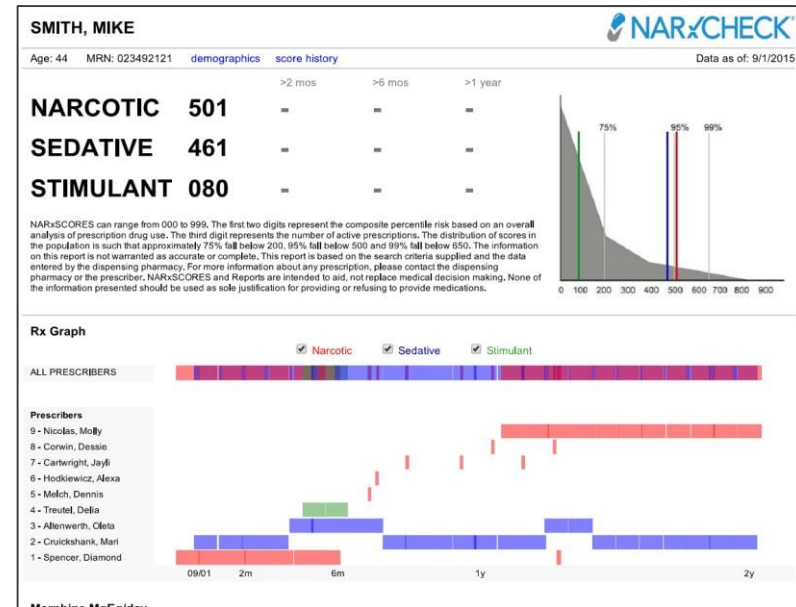 SMITH, MIKE
NARxCHECK
Age: 44 MRN: 023492121 demographics score history Data as of: 9/1/2015
>2 mos >6 mos >1 year
NARCOTIC 501 - - -
SEDATIVE 461 - - -
STIMULANT 080 - - -
75% 95% 99%
0 100 200 300 400 500 600 700 800 900
NARxSCORES can range from 000 to 999. The first two digits represent the composite percentile risk based on an overall
analysis of prescription drug use. The third digit represents the number of active prescriptions. The distribution of scores in
the population is such that approximately 75% fall below 200, 95% fall below 500 and 99% fall below 650. The information
on this report is not warranted as accurate or complete. This report is based on the search criteria supplied and the data
entered by the dispensing pharmacy. For more information about any prescription, please contact the dispensing
pharmacy or the prescriber. NARxSCORES and Reports are intended to aid, not replace medical decision making. None of
the information presented should be used as sole justification for providing or refusing to provide medications.
Rx Graph
Narcotic Sedative Stimulant
ALL PRESCRIBERS
Prescribers
9 - Nicolas, Molly
8 - Corwin, Dessie
7 - Cartwright, Jayli
6 - Hodkiewicz, Alexa
5 - Melch, Dennis
4 - Treutel, Delia
3 - Altenwerth, Oleta
2 - Cruickshank, Mari
1 - Spencer, Diamond
09/01 2m 6m 1y 2y
Morphine MgEq/day